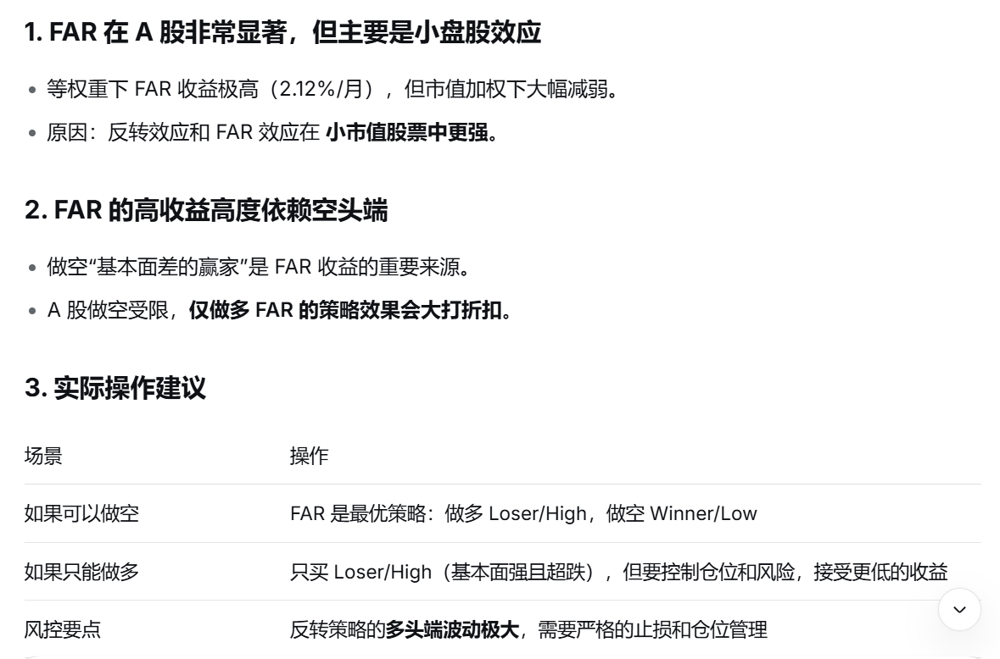 1. FAR 在 A 股非常显著，但主要是小盘股效应
• 等权重下 FAR 收益极高（2.12%/月），但市值加权下大幅减弱。
• 原因：反转效应和 FAR 效应在 小市值股票中更强。
2. FAR 的高收益高度依赖空头端
• 做空“基本面差的赢家”是 FAR 收益的重要来源。
• A 股做空受限，仅做多 FAR 的策略效果会大打折扣。
3. 实际操作建议
场景 操作
如果可以做空 FAR 是最优策略：做多 Loser/High，做空 Winner/Low
如果只能做多 只买 Loser/High（基本面强且超跌），但要控制仓位和风险，接受更低的收益
风控要点 反转策略的多头端波动极大，需要严格的止损和仓位管理